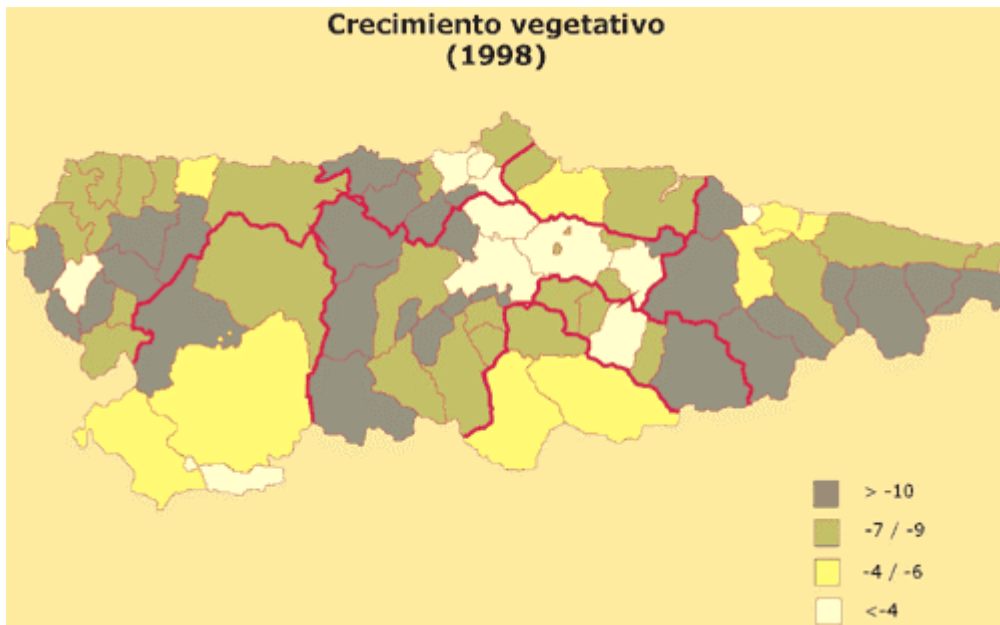 Crecimiento vegetativo
(1998)
> -10
-7 / -9
-4 / -6
<-4